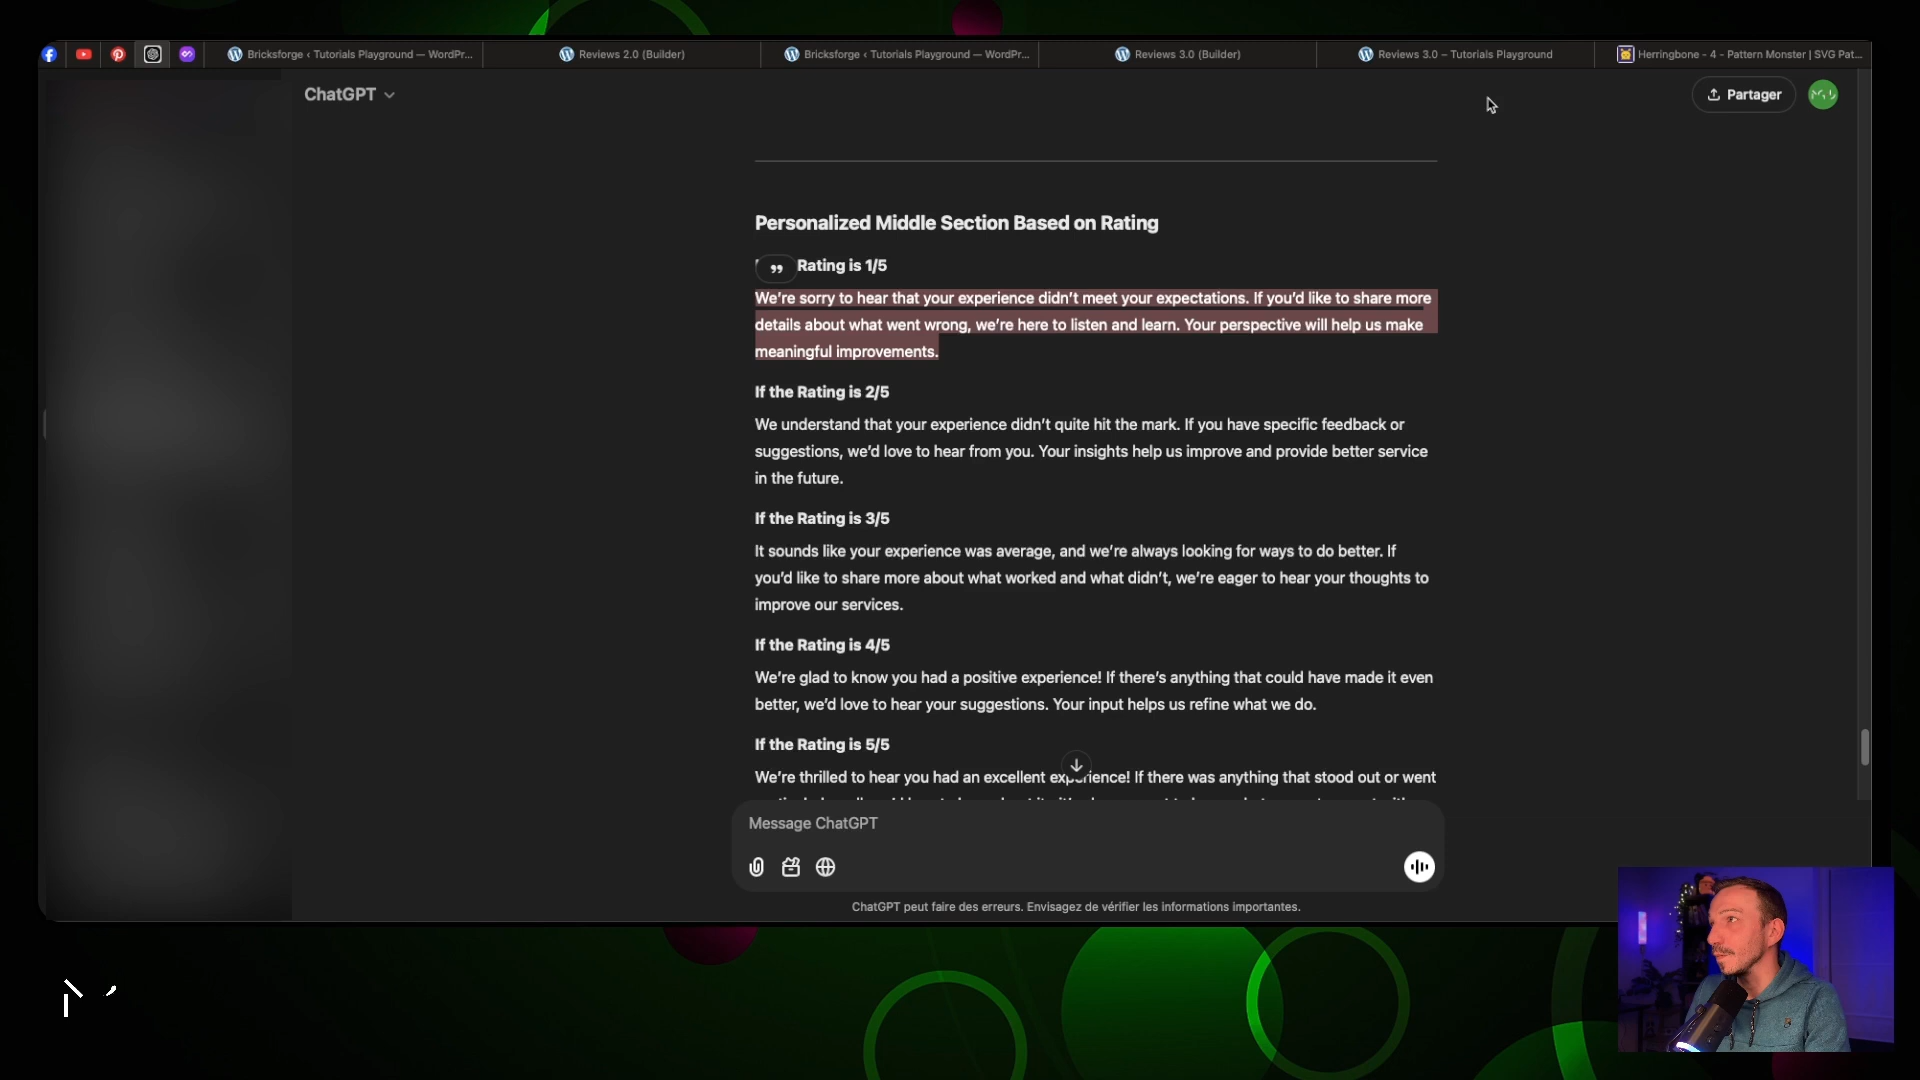 Bricksforge ‹ Tutorials Playground — WordPr...
Reviews 2.0 (Builder)
Bricksforge ‹ Tutorials Playground — WordPr...
Reviews 3.0 (Builder)
Reviews 3.0 – Tutorials Playground
Herringbone - 4 - Pattern Monster | SVG Pat...
ChatGPT
Partager
Personalized Middle Section Based on Rating
Rating is 1/5
We’re sorry to hear that your experience didn’t meet your expectations. If you’d like to share more
details about what went wrong, we’re here to listen and learn. Your perspective will help us make
meaningful improvements.
If the Rating is 2/5
We understand that your experience didn’t quite hit the mark. If you have specific feedback or
suggestions, we’d love to hear from you. Your insights help us improve and provide better service
in the future.
If the Rating is 3/5
It sounds like your experience was average, and we’re always looking for ways to do better. If
you’d like to share more about what worked and what didn’t, we’re eager to hear your thoughts to
improve our services.
If the Rating is 4/5
We’re glad to know you had a positive experience! If there’s anything that could have made it even
better, we’d love to hear your suggestions. Your input helps us refine what we do.
If the Rating is 5/5
We’re thrilled to hear you had an excellent experience! If there was anything that stood out or went
Message ChatGPT
ChatGPT peut faire des erreurs. Envisagez de vérifier les informations importantes.